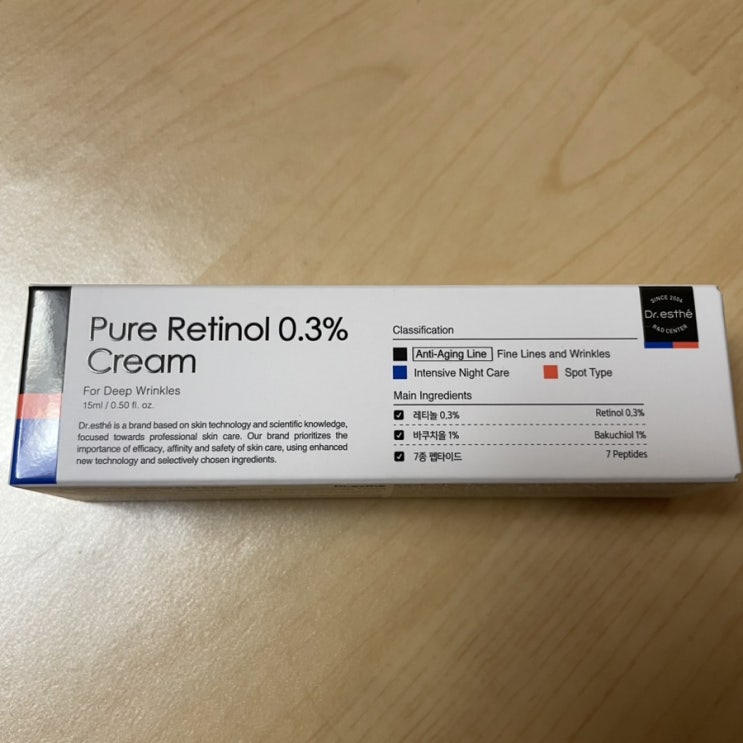 Pure Retinol 0.3%
Cream
For Deep Wrinkles
15ml / 0.50 fl. oz.
Dr.esthé is a brand based on skin technology and scientific knowledge,
focused towards professional skin care. Our brand prioritizes the
importance of efficacy, affinity and safety of skin care, using enhanced
new technology and selectively chosen ingredients.
Classification
Anti-Aging Line Fine Lines and Wrinkles
Intensive Night Care Spot Type
Main Ingredients
레티놀 0.3% Retinol 0.3%
바쿠치올 1% Bakuchiol 1%
7종 펩타이드 7 Peptides
SINCE 2004
Dr.esthé
R&D CENTER